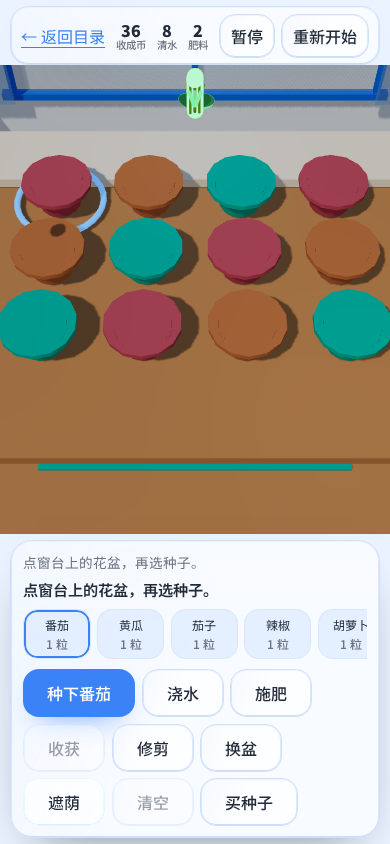 ← 返回目录
36
收成币
8
清水
2
肥料
暂停
重新开始
点窗台上的花盆，再选种子。
点窗台上的花盆，再选种子。
番茄
1 粒
黄瓜
1 粒
茄子
1 粒
辣椒
1 粒
胡萝卜
1 粒
种下番茄
浇水
施肥
收获
修剪
换盆
遮荫
清空
买种子